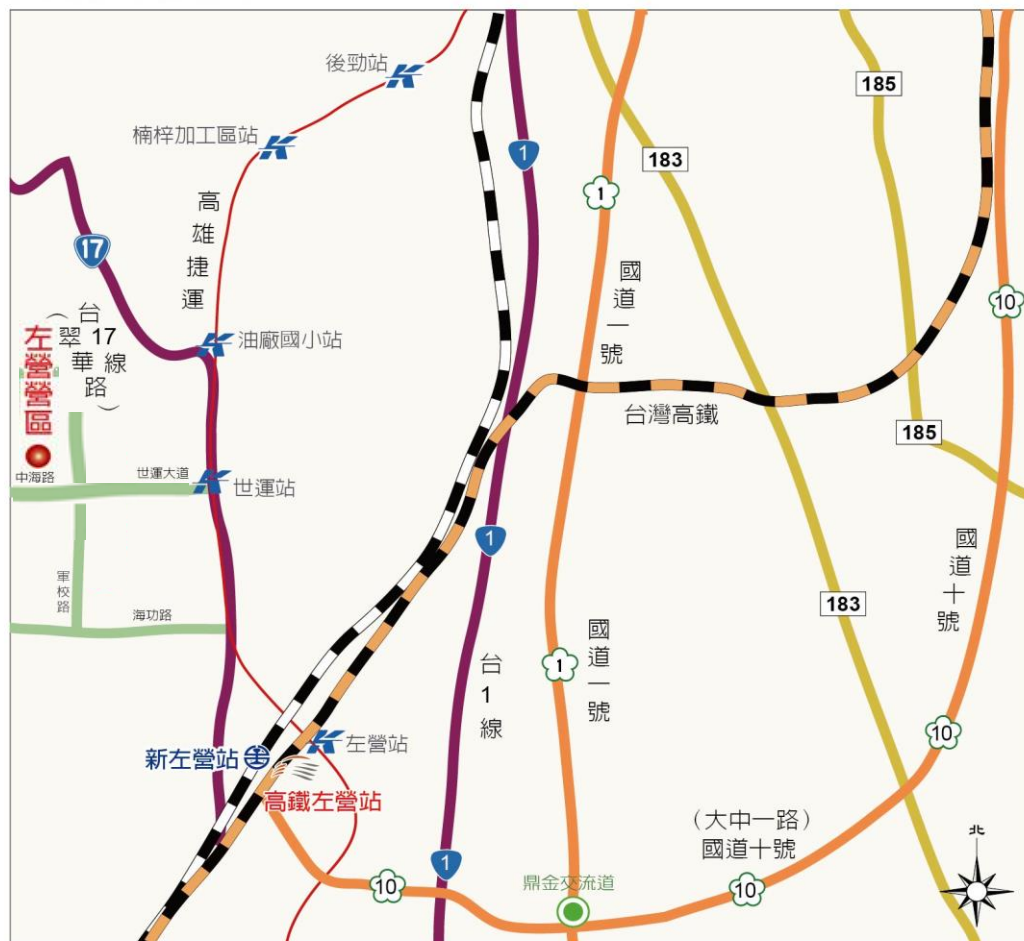 後勁站
185
楠梓加工區站
1
183
高雄捷運
1
17
國道一號
10
油廠國小站
(台17線
翠華路)
左營營區
台灣高鐵
185
中海路
世運大道
世運站
1
國道十號
軍校路
183
海功路
國道一號
1
台1線
10
左營站
新左營站
高鐵左營站
(大中一路)
國道十號
北
1
10
鼎金交流道
10